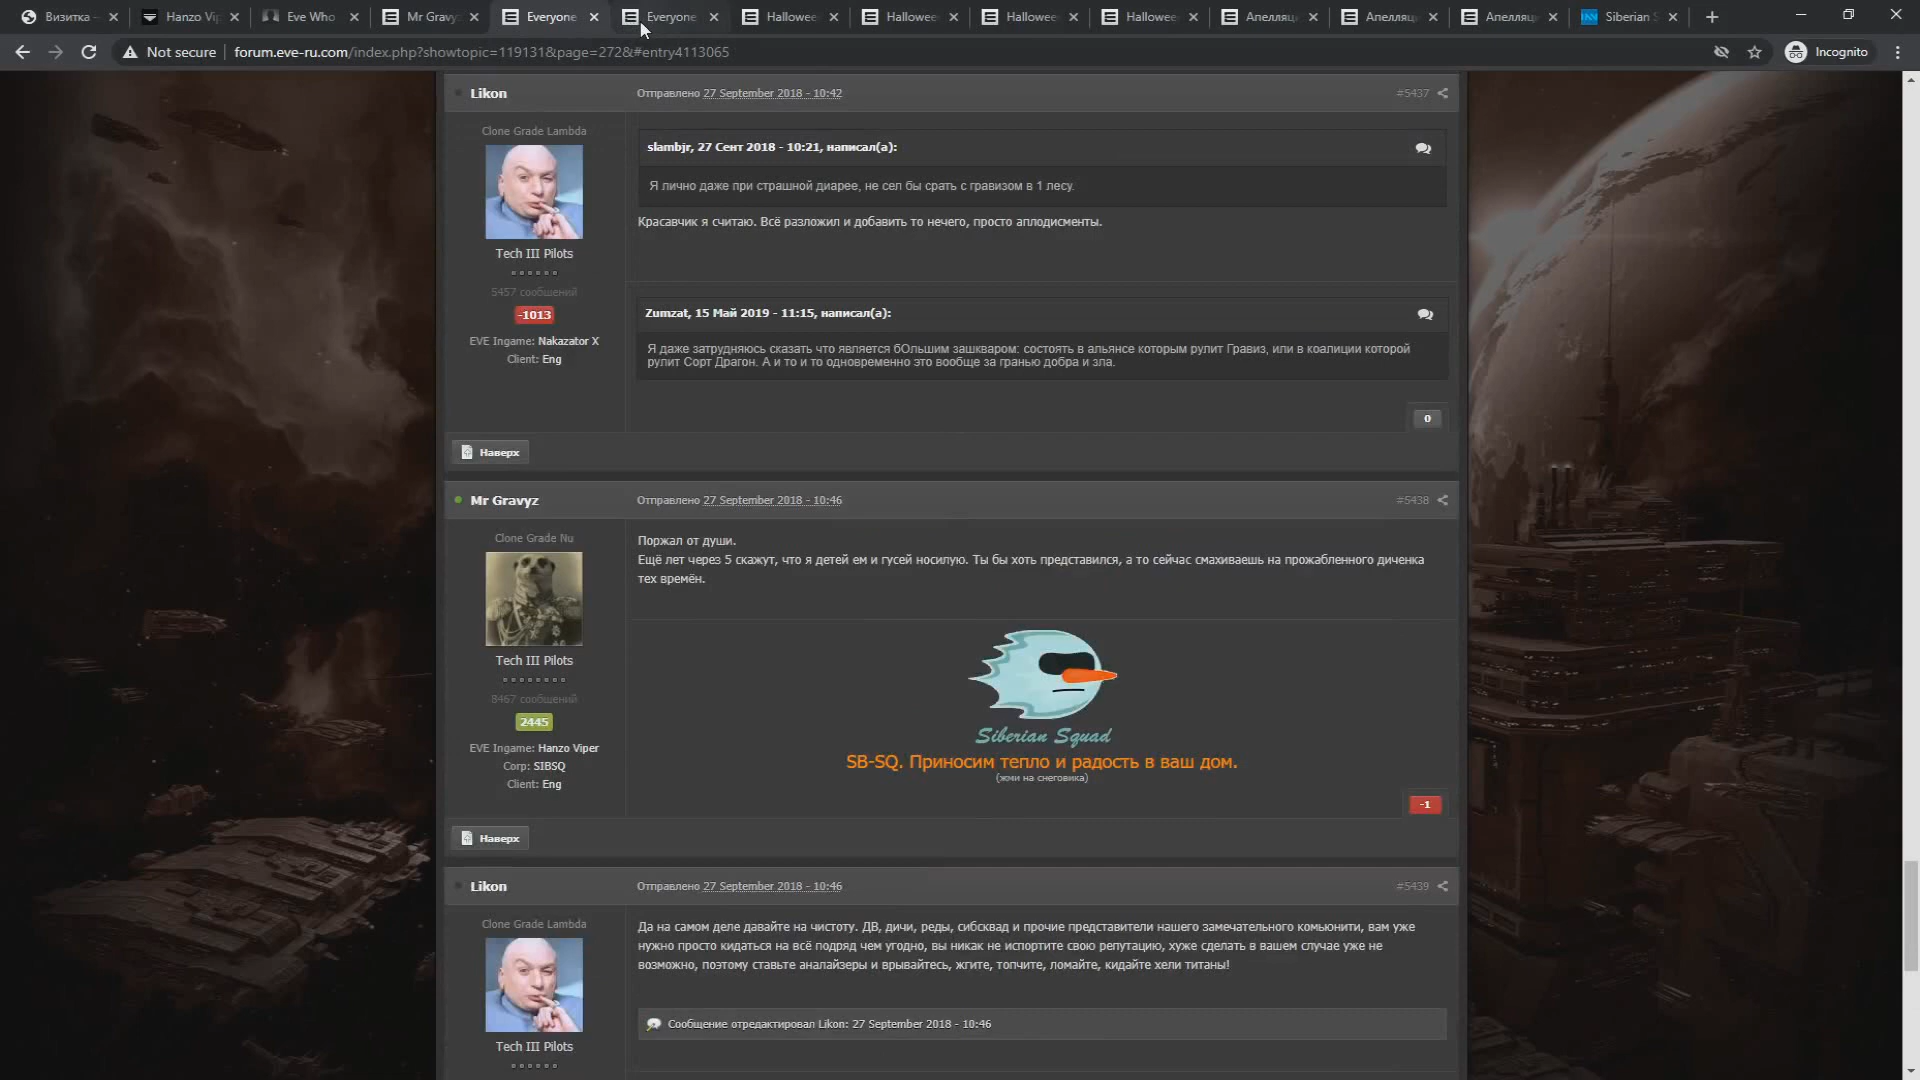 Визитка –
Hanzo Vip
Eve Who
Mr Gravyz
Everyone
Everyone
Hallowee
Hallowee
Hallowee
Hallowee
Апелляц
Апелляц
Апелляц
Siberian S
Not secure
forum.eve-ru.com/index.php?showtopic=119131&page=272&#entry4113065
Incognito
Likon
Отправлено 27 September 2018 - 10:42
#5437
Clone Grade Lambda
slambjr, 27 Сент 2018 - 10:21, написал(а):
Я лично даже при страшной диарее, не сел бы срать с гравизом в 1 лесу.
Красавчик я считаю. Всё разложил и добавить то нечего, просто аплодисменты.
Tech III Pilots
5457 сообщений
-1013
EVE Ingame: Nakazator X
Client: Eng
Zumzat, 15 Май 2019 - 11:15, написал(а):
Я даже затрудняюсь сказать что является бОльшим зашкваром: состоять в альянсе которым рулит Гравиз, или в коалиции которой
рулит Сорт Драгон. А и то и то одновременно это вообще за гранью добра и зла.
0
Наверх
Mr Gravyz
Отправлено 27 September 2018 - 10:46
#5438
Clone Grade Nu
Поржал от души.
Ещё лет через 5 скажут, что я детей ем и гусей носилую. Ты бы хоть представился, а то сейчас смахиваешь на прожабленного диченка
тех времён.
Tech III Pilots
8467 сообщений
2445
EVE Ingame: Hanzo Viper
Corp: SIBSQ
Client: Eng
Siberian Squad
SB-SQ. Приносим тепло и радость в ваш дом.
(жми на снеговика)
-1
Наверх
Likon
Отправлено 27 September 2018 - 10:46
#5439
Clone Grade Lambda
Да на самом деле давайте на чистоту. ДВ, дичи, реды, сибсквад и прочие представители нашего замечательного комьюнити, вам уже
нужно просто кидаться на всё подряд чем угодно, вы никак не испортите свою репутацию, хуже сделать в вашем случае уже не
возможно, поэтому ставьте аналайзеры и врывайтесь, жгите, топчите, ломайте, кидайте хели титаны!
Сообщение отредактировал Likon: 27 September 2018 - 10:46
Tech III Pilots